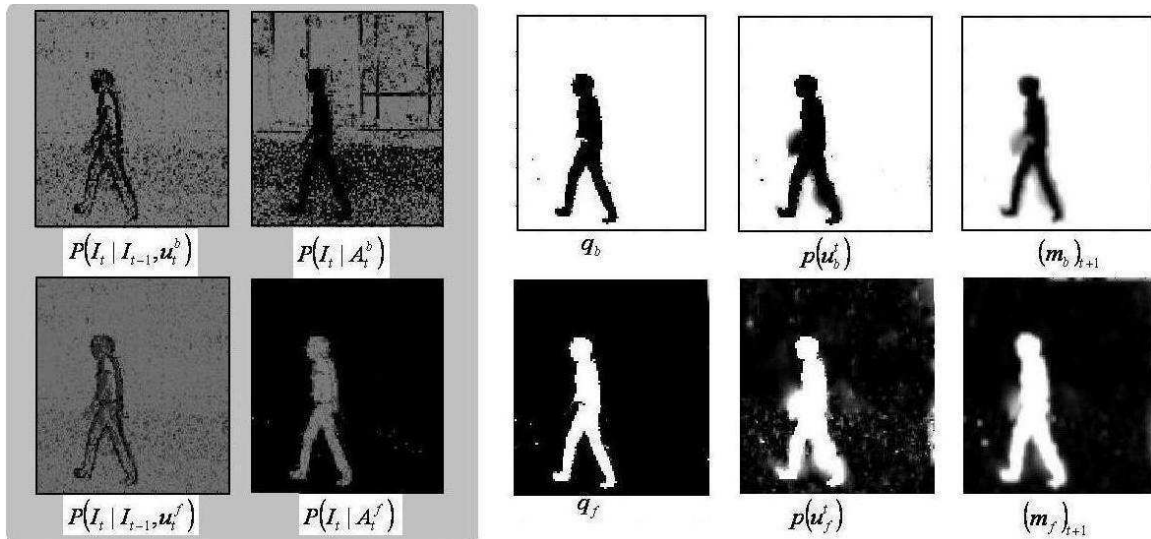 P(I_t | I_{t-1}, u_t^b) P(I_t | A_t^b) q_b p(u_b^t) (m_b)_{t+1}
P(I_t | I_{t-1}, u_t^f) P(I_t | A_t^f) q_f p(u_f^t) (m_f)_{t+1}